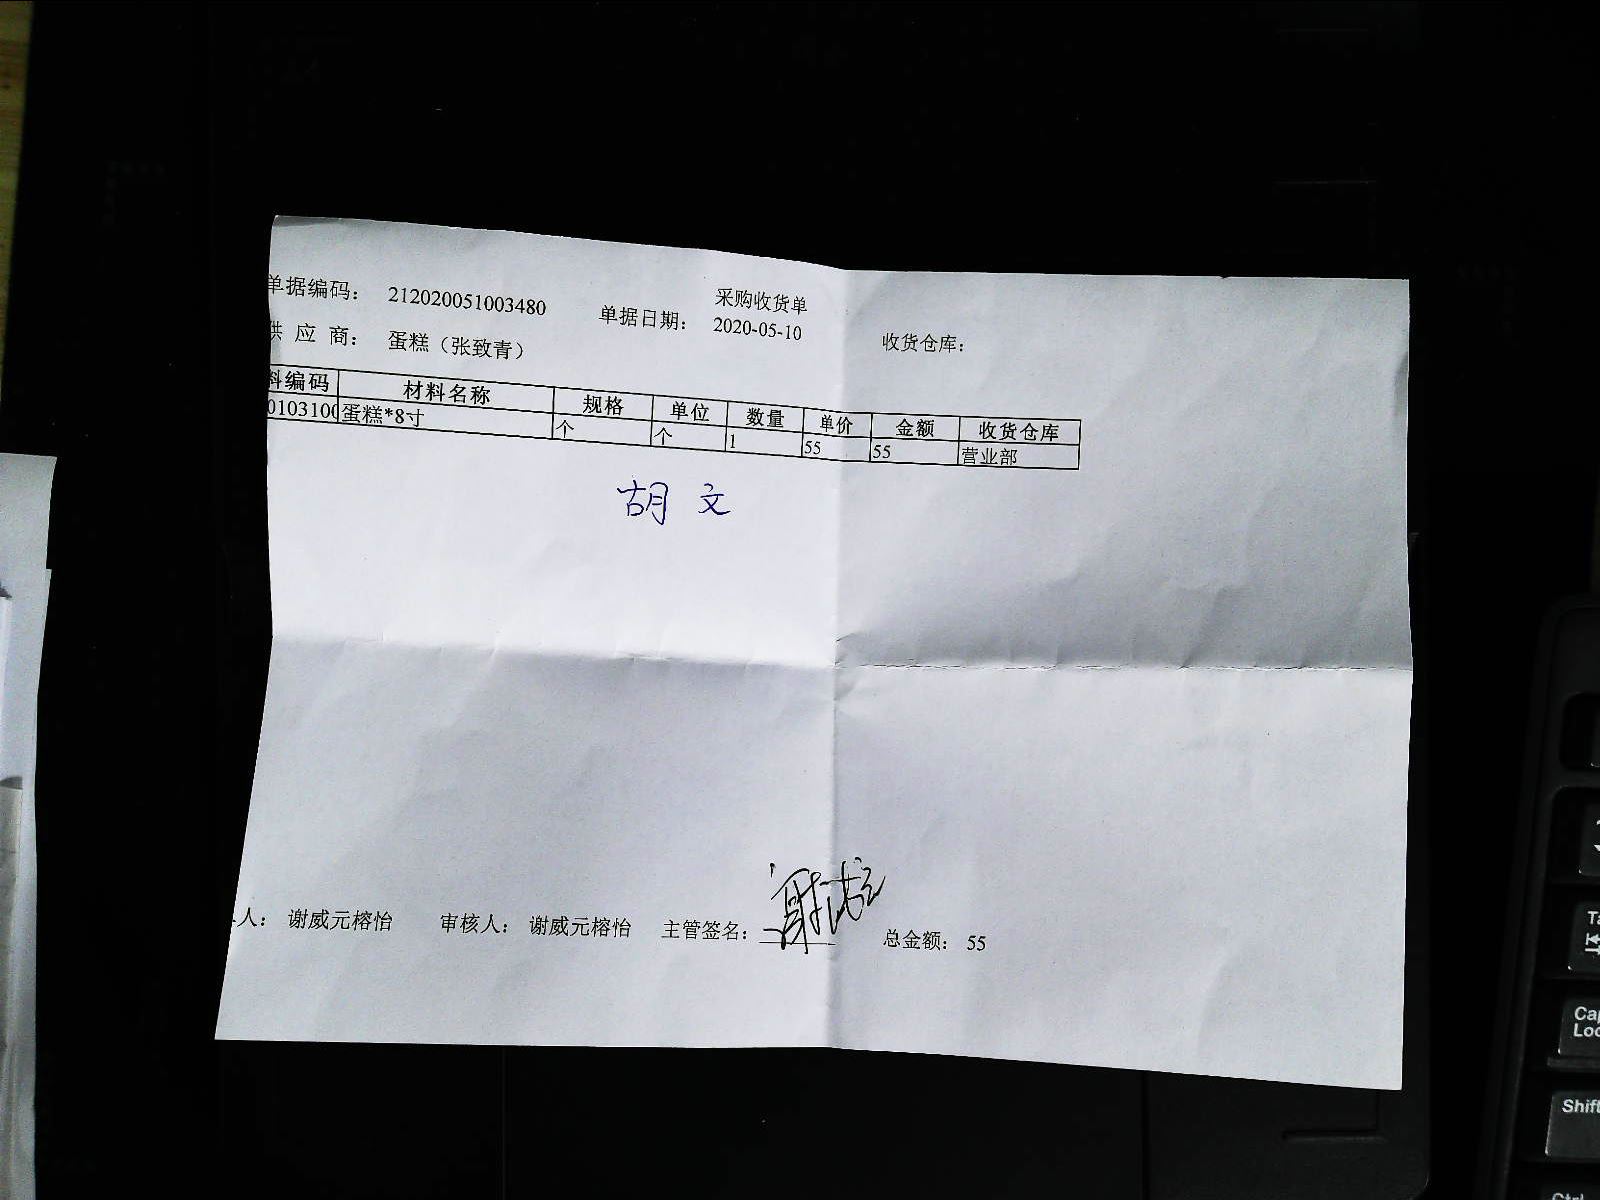 采购收货单
单据编码： 212020051003480 单据日期： 2020-05-10 收货仓库：
供 应 商： 蛋糕（张致青）
料编码 材料名称 规格 单位 数量 单价 金额 收货仓库
0103100 蛋糕*8寸 个 个 1 55 55 营业部
胡 文
人： 谢威元榕怡 审核人： 谢威元榕怡 主管签名： 总金额： 55
Cap
Loc
Shift
Ctrl